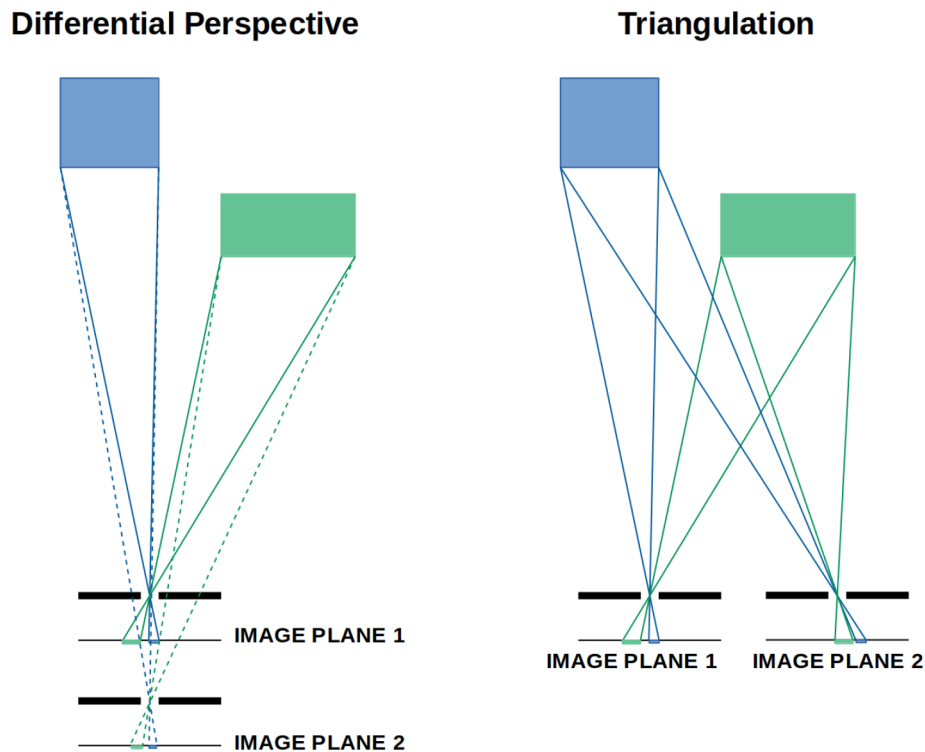 Differential Perspective
Triangulation
IMAGE PLANE 1
IMAGE PLANE 2
IMAGE PLANE 1
IMAGE PLANE 2